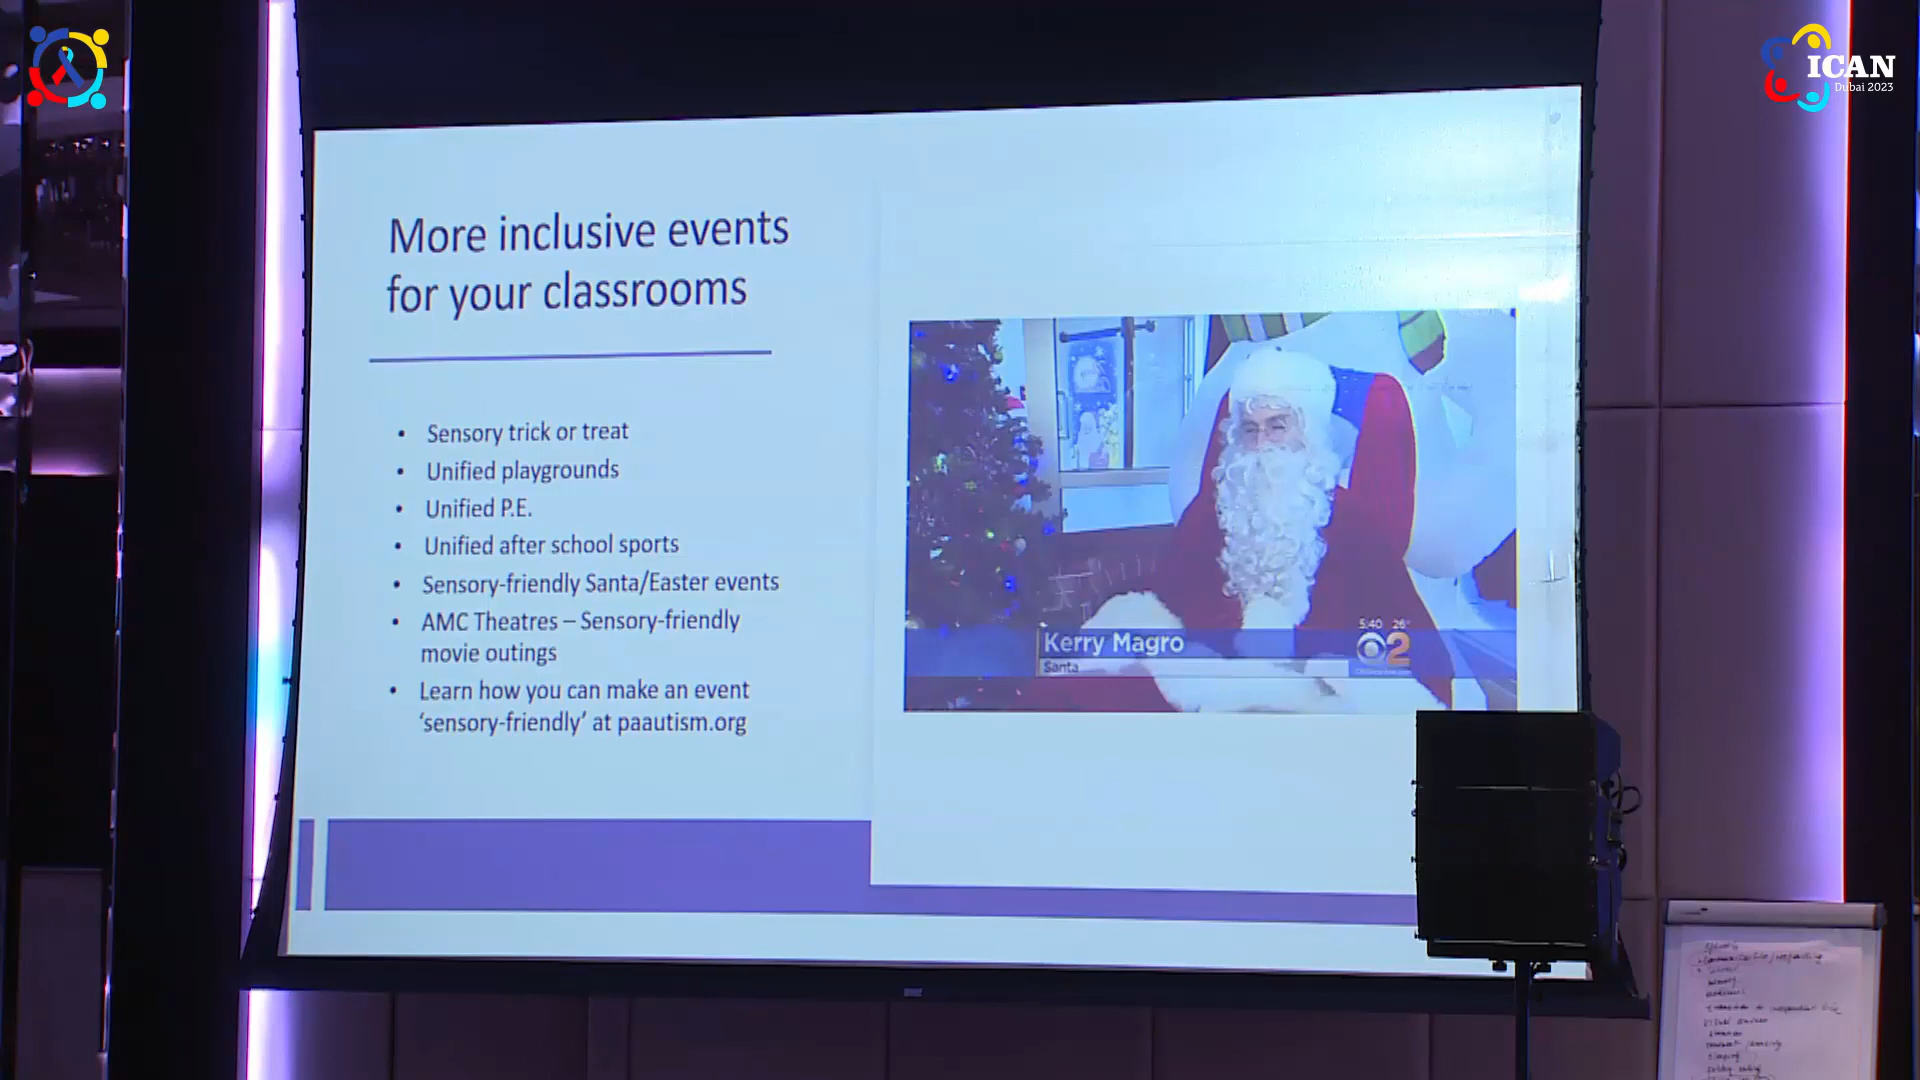 ICAN
Dubai 2023
More inclusive events
for your classrooms
• Sensory trick or treat
• Unified playgrounds
• Unified P.E.
• Unified after school sports
• Sensory-friendly Santa/Easter events
• AMC Theatres – Sensory-friendly
movie outings
• Learn how you can make an event
‘sensory-friendly’ at paautism.org
5:40 26°
Kerry Magro
2
Santa